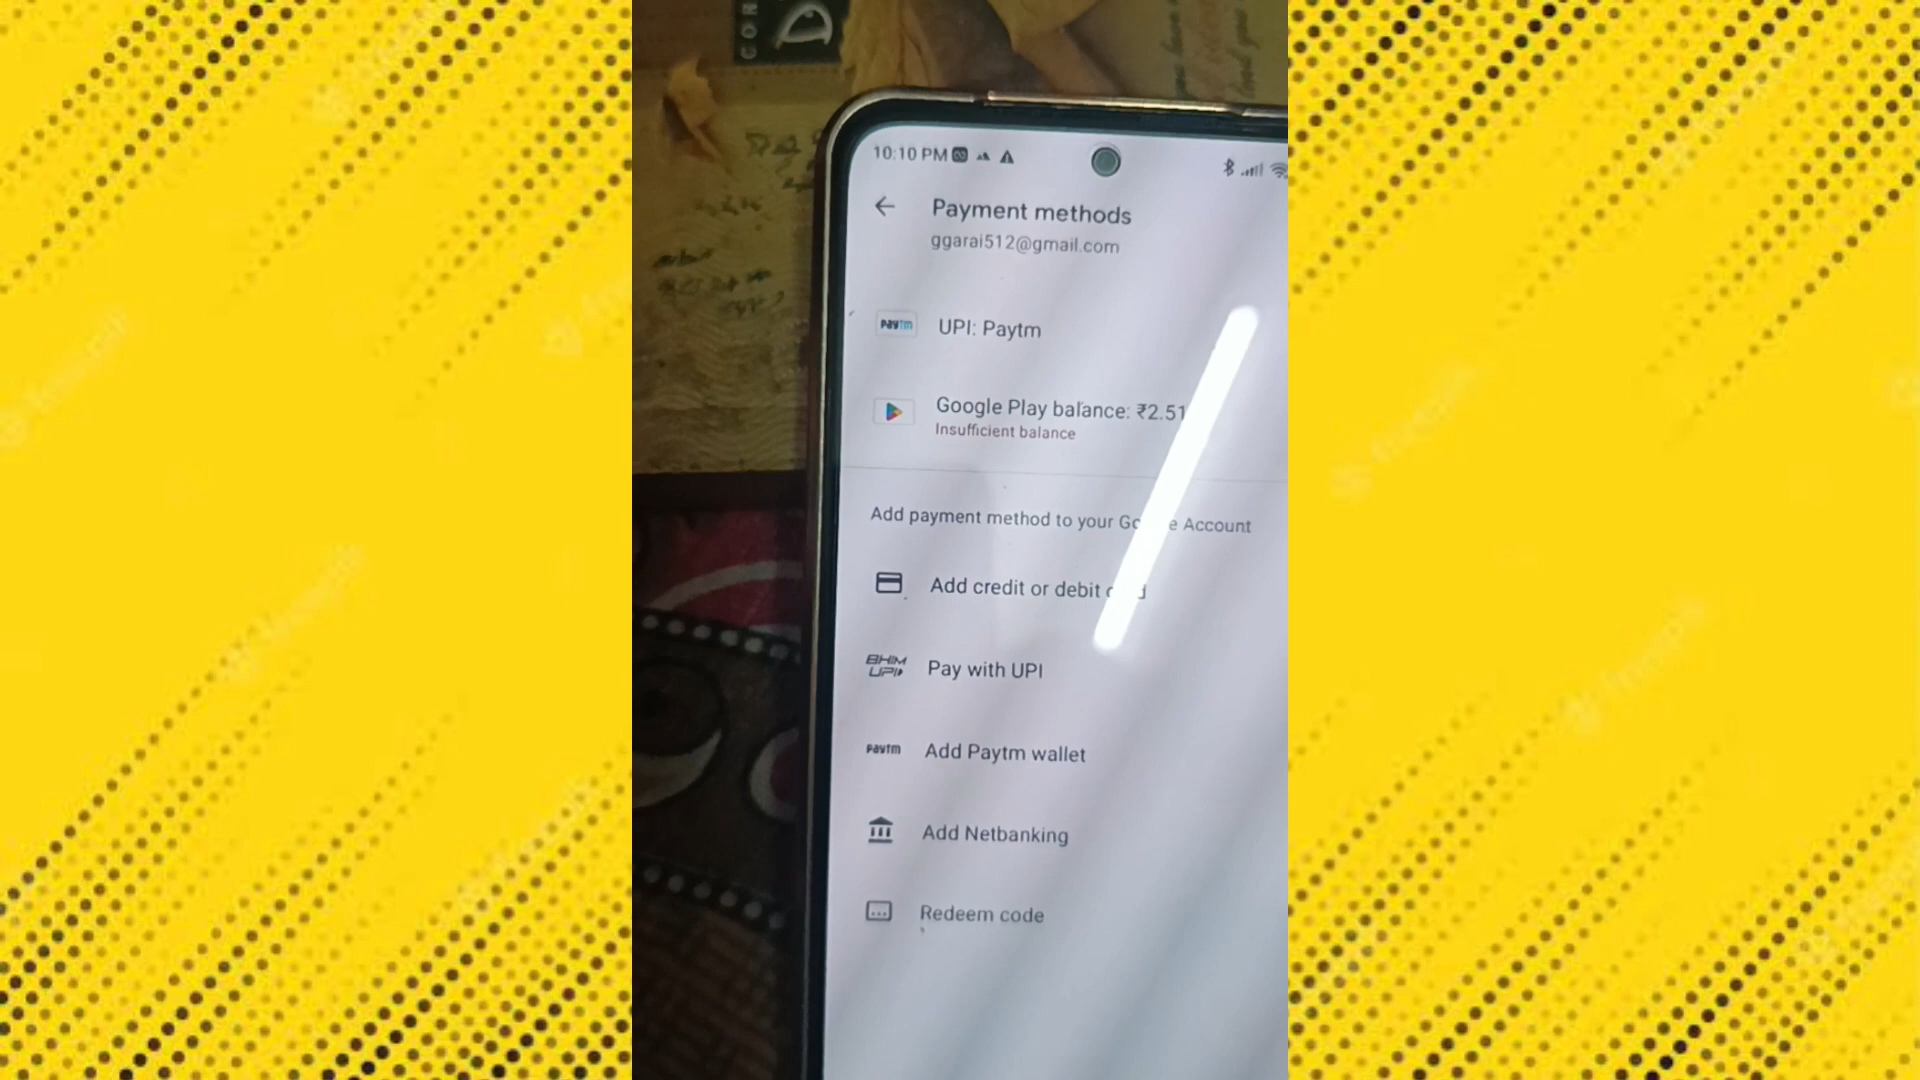 CON
10:10 PM
Payment methods
ggarai512@gmail.com
Paytm UPI: Paytm
Google Play balance: ₹2.51
Insufficient balance
Add payment method to your Account
Add credit or debit
BHIM UPI Pay with UPI
Paytm Add Paytm wallet
Add Netbanking
Redeem code